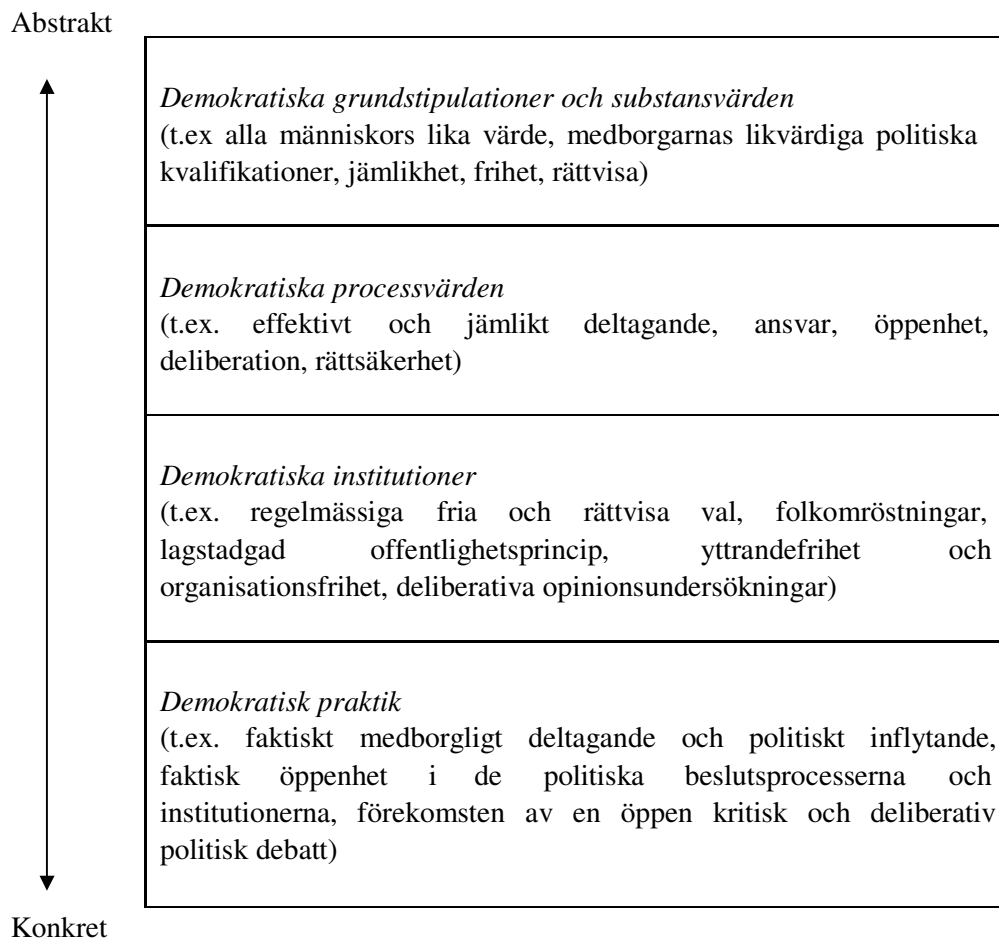 Abstrakt
Demokratiska grundstipulationer och substansvärden
(t.ex alla människors lika värde, medborgarnas likvärdiga politiska
kvalifikationer, jämlikhet, frihet, rättvisa)
Demokratiska processvärden
(t.ex. effektivt och jämlikt deltagande, ansvar, öppenhet,
deliberation, rättsäkerhet)
Demokratiska institutioner
(t.ex. regelmässiga fria och rättvisa val, folkomröstningar,
lagstadgad offentlighetsprincip, yttrandefrihet och
organisationsfrihet, deliberativa opinionsundersökningar)
Demokratisk praktik
(t.ex. faktiskt medborgligt deltagande och politiskt inflytande,
faktisk öppenhet i de politiska beslutsprocesserna och
institutionerna, förekomsten av en öppen kritisk och deliberativ
politisk debatt)
Konkret